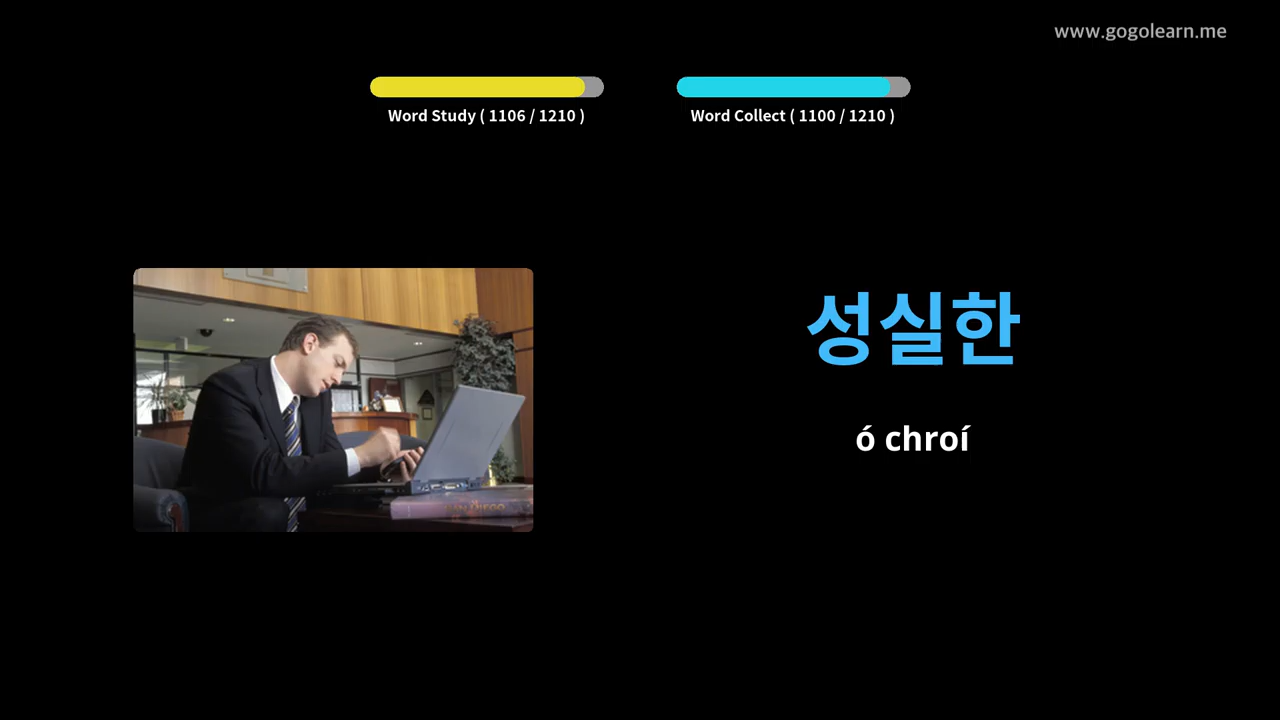 www.gogolearn.me
Word Study ( 1106 / 1210 )
Word Collect ( 1100 / 1210 )
성실한
ó chroí